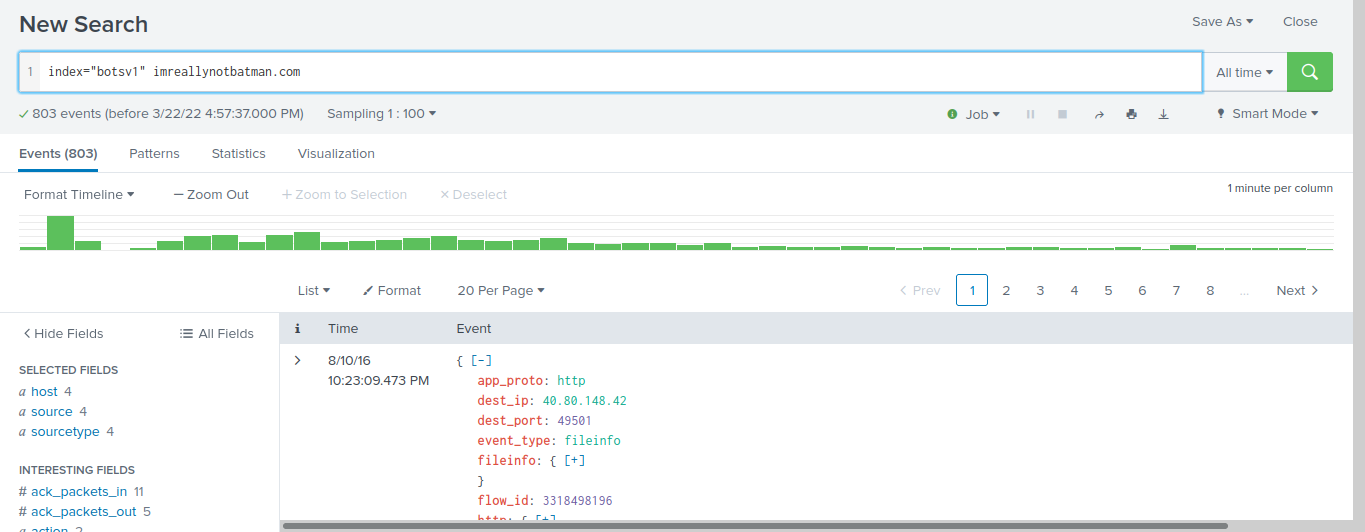 New Search
Save As
Close
1 index="botsv1" imreallynotbatman.com
All time
803 events (before 3/22/22 4:57:37.000 PM)
Sampling 1 : 100
Job
Smart Mode
Events (803)
Patterns
Statistics
Visualization
Format Timeline
Zoom Out
Zoom to Selection
Deselect
1 minute per column
List
Format
20 Per Page
Prev
1 2 3 4 5 6 7 8 ...
Next
Hide Fields
All Fields
i Time Event
SELECTED FIELDS
a host 4
a source 4
a sourcetype 4
INTERESTING FIELDS
# ack_packets_in 11
# ack_packets_out 5
a action 2
8/10/16
10:23:09.473 PM
{ [-]
app_proto: http
dest_ip: 40.80.148.42
dest_port: 49501
event_type: fileinfo
fileinfo: { [+]
}
flow_id: 3318498196
http: { [+]